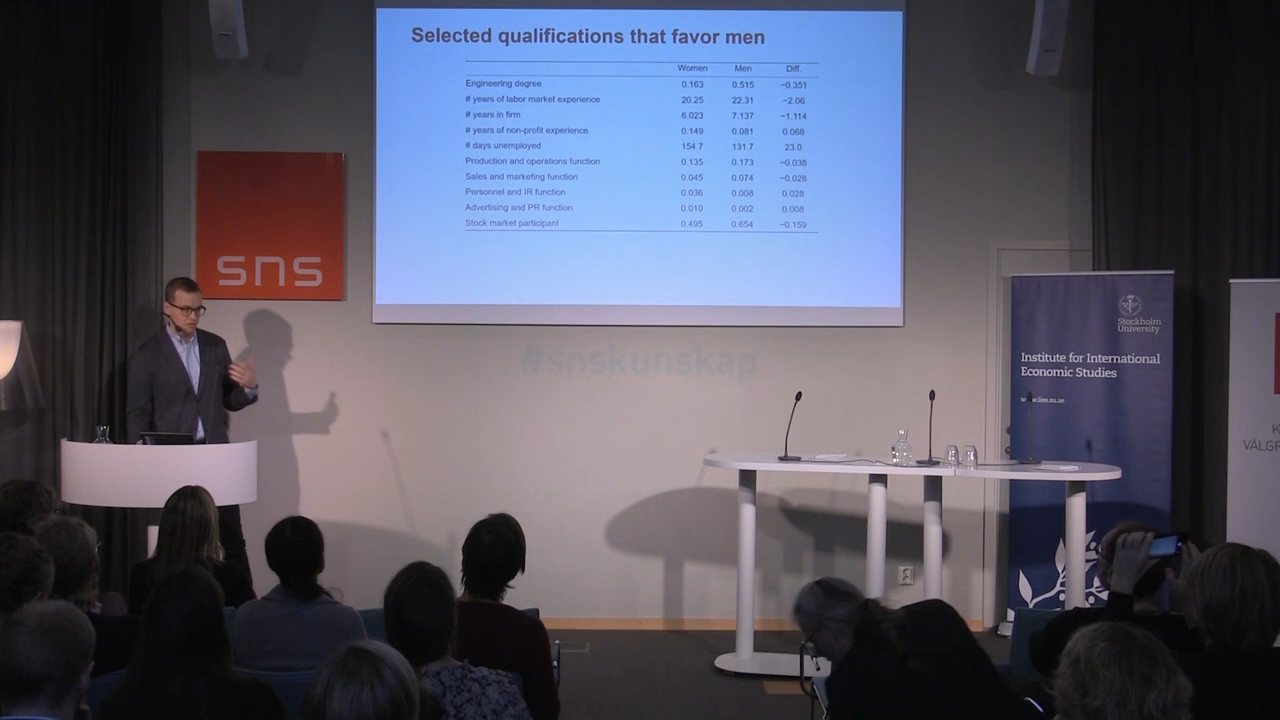 Selected qualifications that favor men
Women Men Diff.
Engineering degree 0.163 0.515 −0.351
# years of labor market experience 20.25 22.31 −2.06
# years in firm 6.023 7.137 −1.114
# years of non-profit experience 0.149 0.081 0.068
# days unemployed 154.7 131.7 23.0
Production and operations function 0.135 0.173 −0.038
Sales and marketing function 0.045 0.074 −0.028
Personnel and IR function 0.036 0.008 0.028
Advertising and PR function 0.010 0.002 0.008
Stock market participant 0.495 0.654 −0.159
sns
#snskunskap
Stockholm
University
Institute for International
Economic Studies
K
VÄLGR